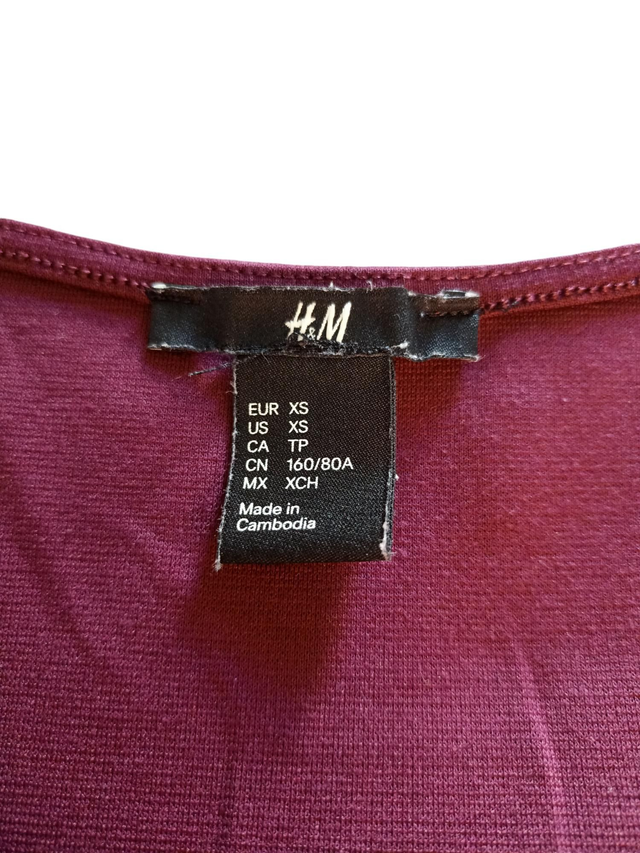 H&M
EUR XS
US XS
CA TP
CN 160/80A
MX XCH
Made in
Cambodia